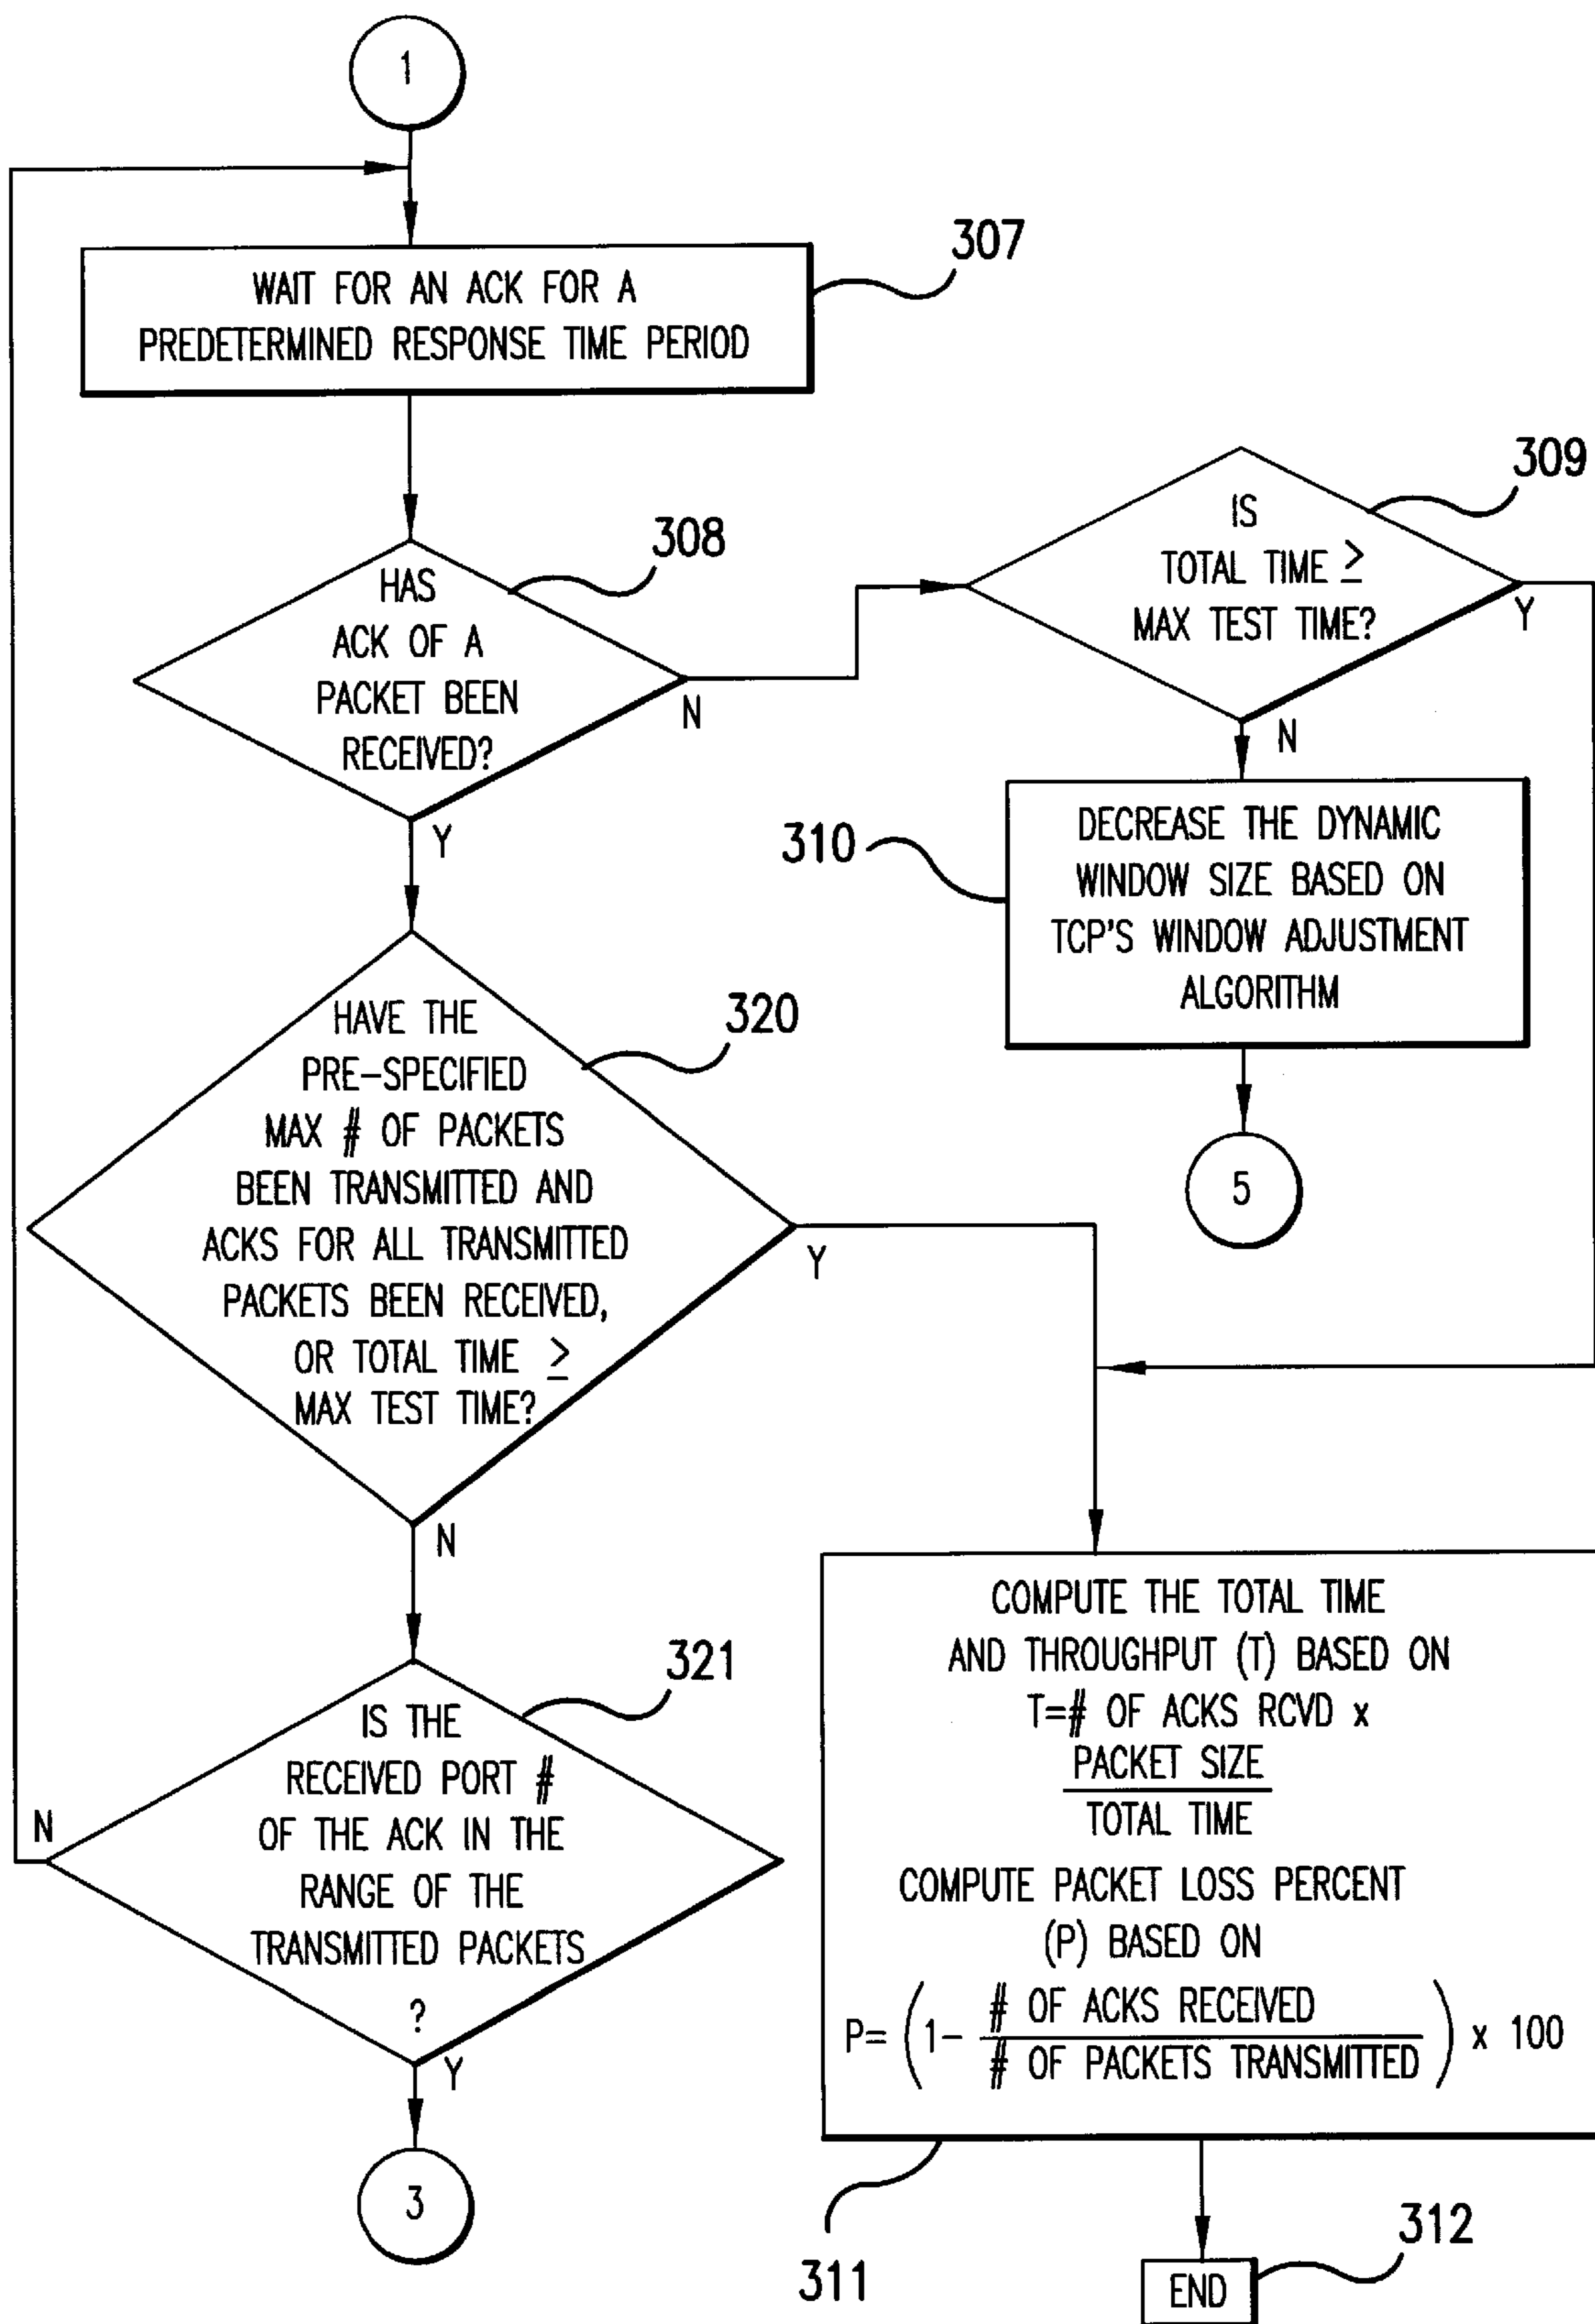 1
307
WAIT FOR AN ACK FOR A
PREDETERMINED RESPONSE TIME PERIOD
308
HAS
ACK OF A
PACKET BEEN
RECEIVED?
N
Y
309
IS
TOTAL TIME ≥
MAX TEST TIME?
Y
N
310
DECREASE THE DYNAMIC
WINDOW SIZE BASED ON
TCP'S WINDOW ADJUSTMENT
ALGORITHM
5
320
HAVE THE
PRE-SPECIFIED
MAX # OF PACKETS
BEEN TRANSMITTED AND
ACKS FOR ALL TRANSMITTED
PACKETS BEEN RECEIVED,
OR TOTAL TIME ≥
MAX TEST TIME?
Y
N
321
IS THE
RECEIVED PORT #
OF THE ACK IN THE
RANGE OF THE
TRANSMITTED PACKETS
?
N
Y
3
COMPUTE THE TOTAL TIME
AND THROUGHPUT (T) BASED ON
T=# OF ACKS RCVD x
PACKET SIZE
TOTAL TIME
COMPUTE PACKET LOSS PERCENT
(P) BASED ON
P= (1- # OF ACKS RECEIVED
# OF PACKETS TRANSMITTED) x 100
311
312
END